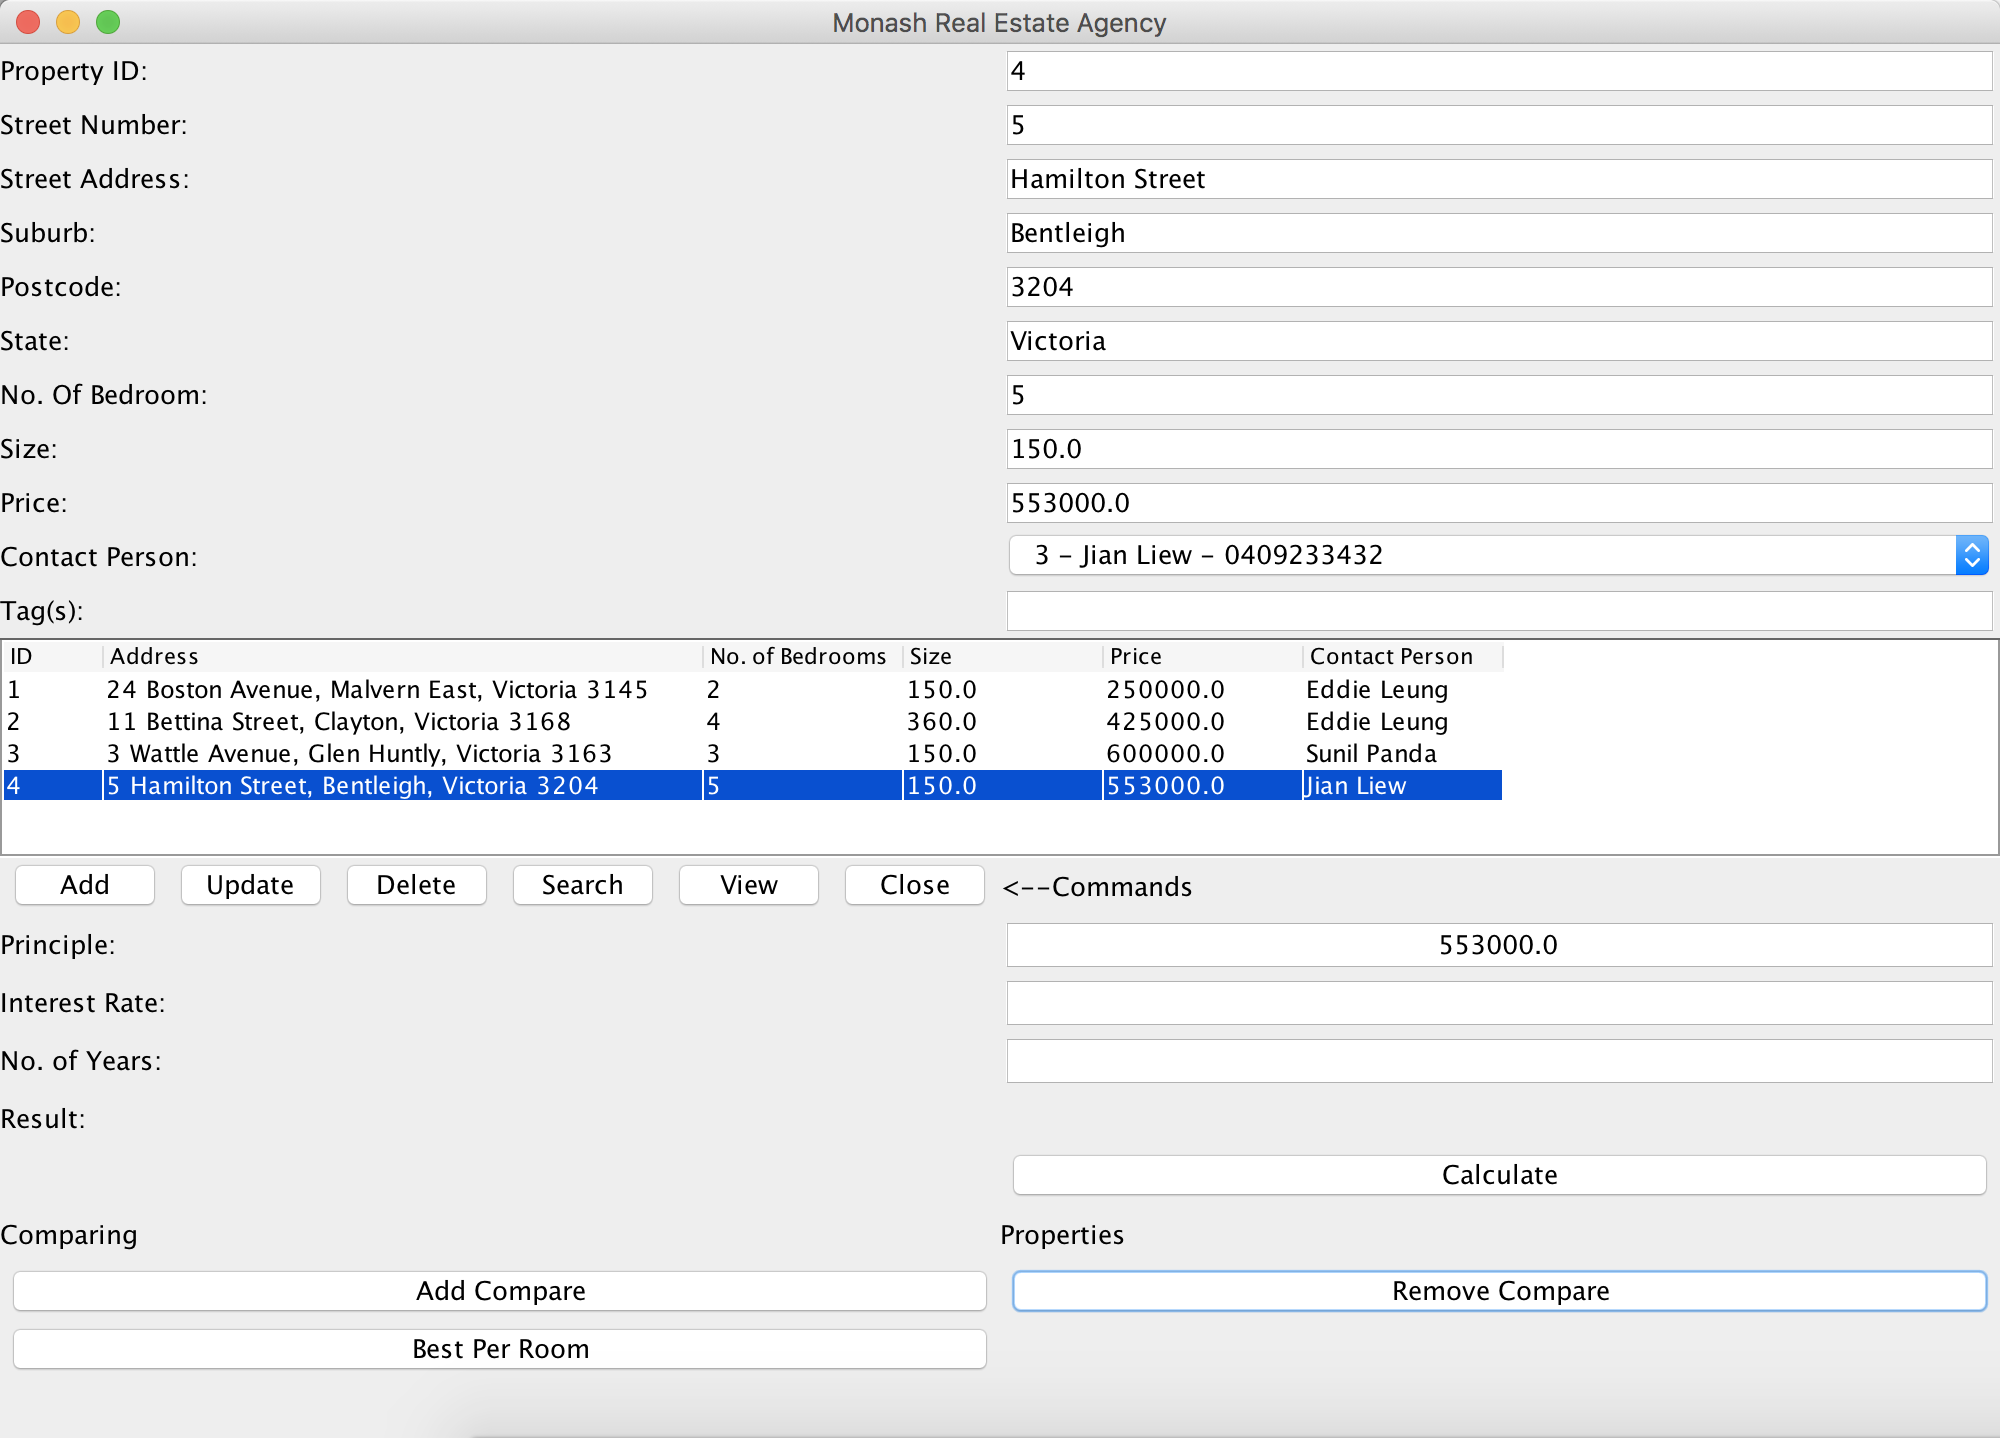 Monash Real Estate Agency
Property ID: 4
Street Number: 5
Street Address: Hamilton Street
Suburb: Bentleigh
Postcode: 3204
State: Victoria
No. Of Bedroom: 5
Size: 150.0
Price: 553000.0
Contact Person: 3 - Jian Liew - 0409233432
Tag(s):
ID Address No. of Bedrooms Size Price Contact Person
1 24 Boston Avenue, Malvern East, Victoria 3145 2 150.0 250000.0 Eddie Leung
2 11 Bettina Street, Clayton, Victoria 3168 4 360.0 425000.0 Eddie Leung
3 3 Wattle Avenue, Glen Huntly, Victoria 3163 3 150.0 600000.0 Sunil Panda
4 5 Hamilton Street, Bentleigh, Victoria 3204 5 150.0 553000.0 Jian Liew
Add Update Delete Search View Close <--Commands
Principle: 553000.0
Interest Rate:
No. of Years:
Result:
Calculate
Comparing Properties
Add Compare Remove Compare
Best Per Room